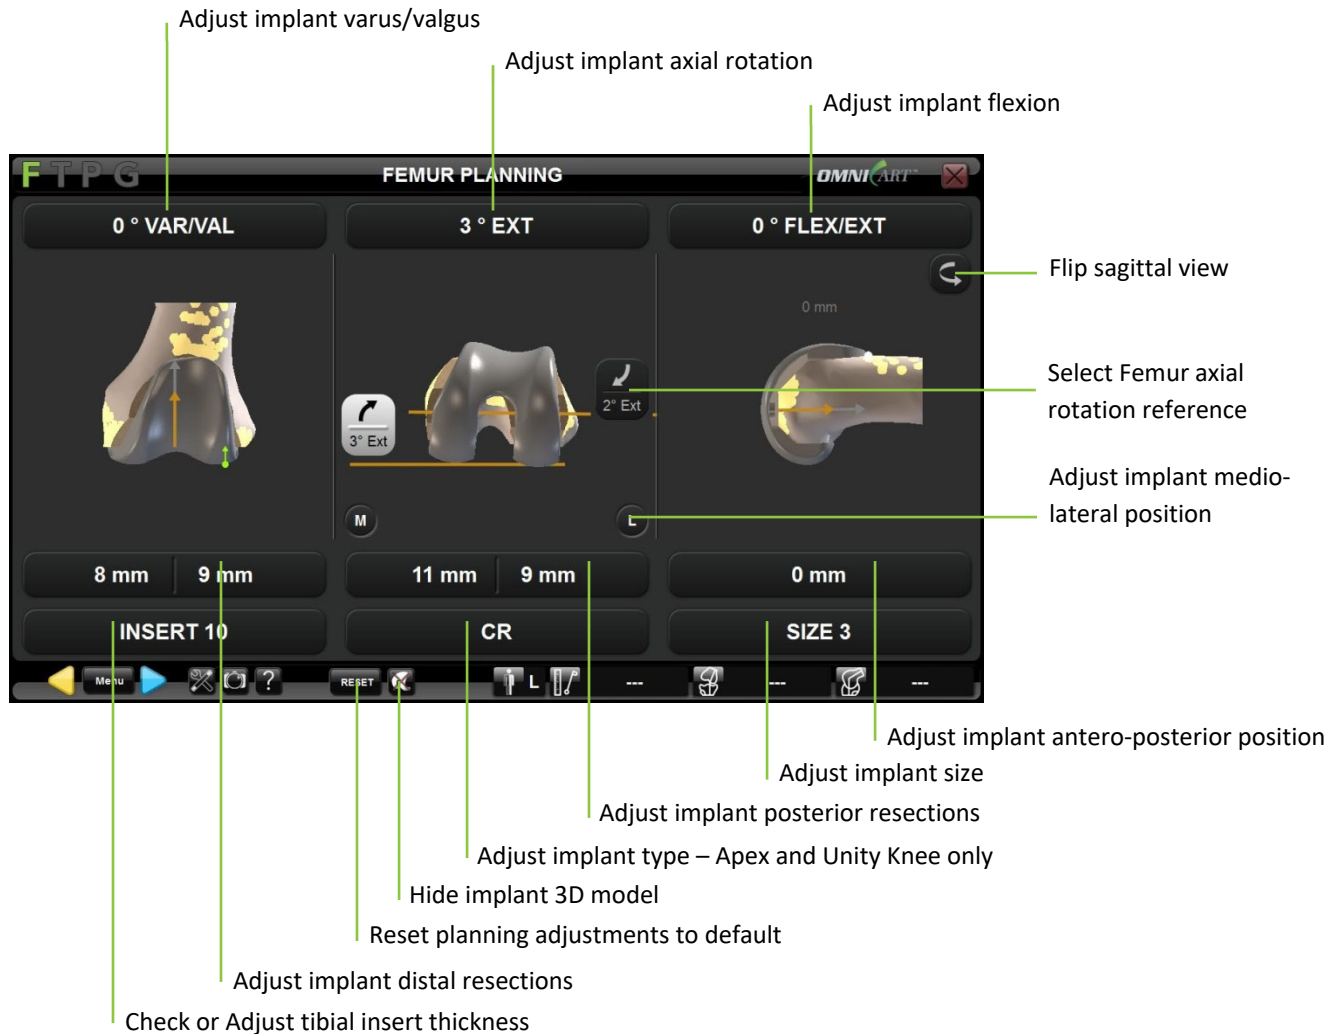 Adjust implant varus/valgus
Adjust implant axial rotation
Adjust implant flexion
F T P G
FEMUR PLANNING
OMNI ART™
0 ° VAR/VAL
3 ° EXT
0 ° FLEX/EXT
Flip sagittal view
0 mm
Select Femur axial
rotation reference
2° Ext
3° Ext
Adjust implant medio-
lateral position
M
L
8 mm
9 mm
11 mm
9 mm
0 mm
INSERT 10
CR
SIZE 3
Menu
?
RESET
L
---
---
---
Adjust implant antero-posterior position
Adjust implant size
Adjust implant posterior resections
Adjust implant type – Apex and Unity Knee only
Hide implant 3D model
Reset planning adjustments to default
Adjust implant distal resections
Check or Adjust tibial insert thickness